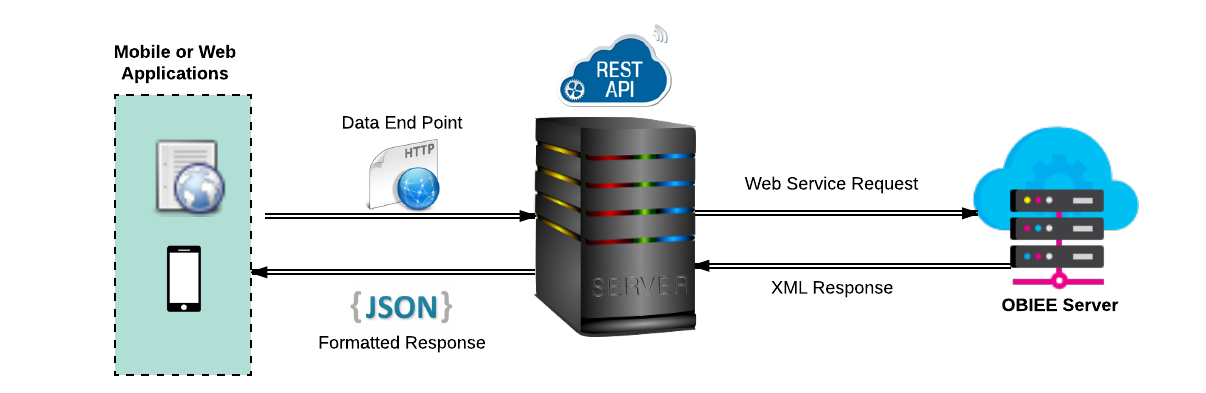 Mobile or Web
Applications
Data End Point
HTTP
REST
API
SERVER
Web Service Request
XML Response
OBIEE Server
{JSON}
Formatted Response